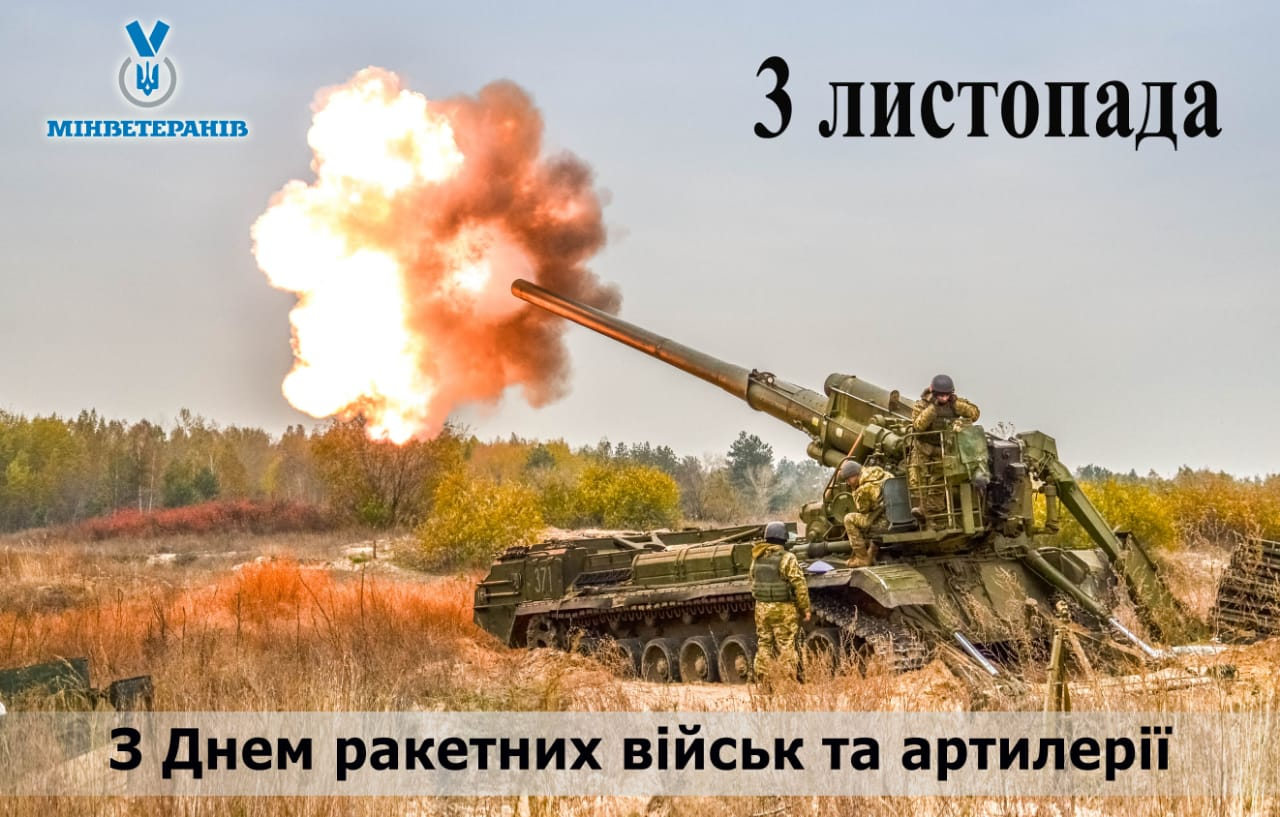 МІНВЕТЕРАНІВ
3 листопада
371
З Днем ракетних військ та артилерії